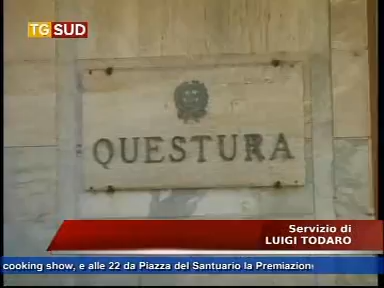 TG SUD
QUESTURA
Servizio di
LUIGI TODARO
cooking show, e alle 22 da Piazza del Santuario la Premiazione